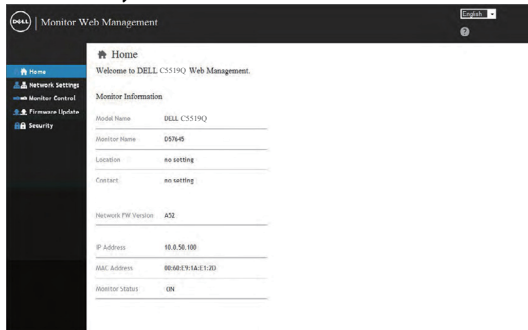 DELL Monitor Web Management
English
?
Home
Network Settings
Monitor Control
Firmware Update
Security
Home
Welcome to DELL C5519Q Web Management.
Monitor Information
Model Name DELL C5519Q
Monitor Name D57645
Location no setting
Contact no setting
Network FW Version A52
IP Address 10.0.50.100
MAC Address 00:60:E9:1A:E1:2D
Monitor Status ON